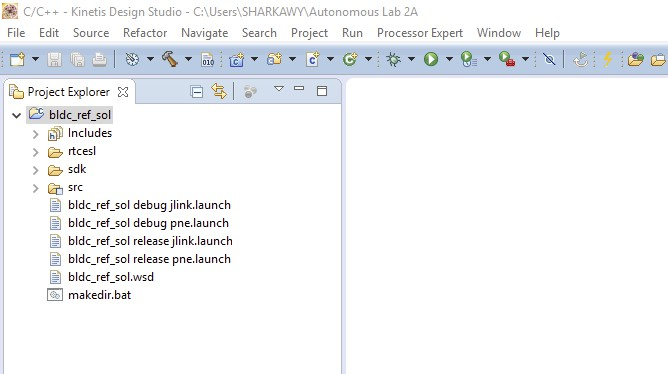 C/C++ - Kinetis Design Studio - C:\Users\SHARKAWY\Autonomous Lab 2A
File Edit Source Refactor Navigate Search Project Run Processor Expert Window Help
010
Project Explorer
bldc_ref_sol
Includes
rtcesl
sdk
src
bldc_ref_sol debug jlink.launch
bldc_ref_sol debug pne.launch
bldc_ref_sol release jlink.launch
bldc_ref_sol release pne.launch
bldc_ref_sol.wsd
makedir.bat